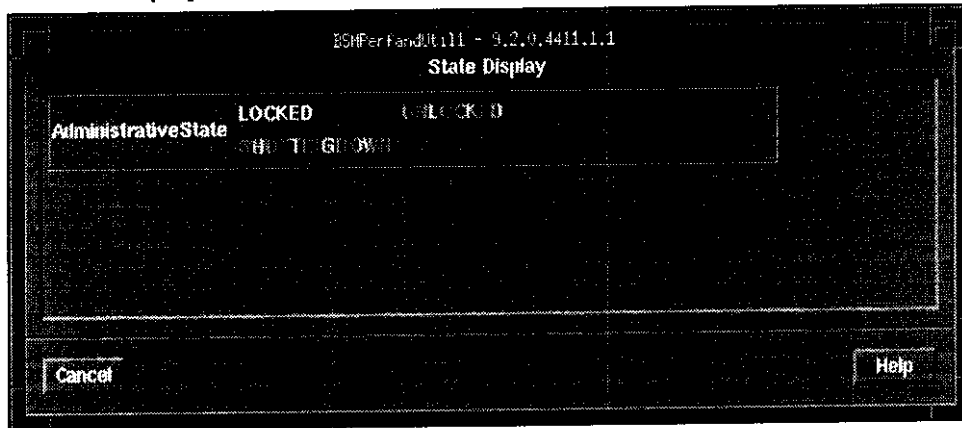 BSMPerfandUtil1 - 9.2.0.4411.1.1
State Display
LOCKED UNLOCKED
AdministrativeState
SHUTTINGDOWN
Cancel Help